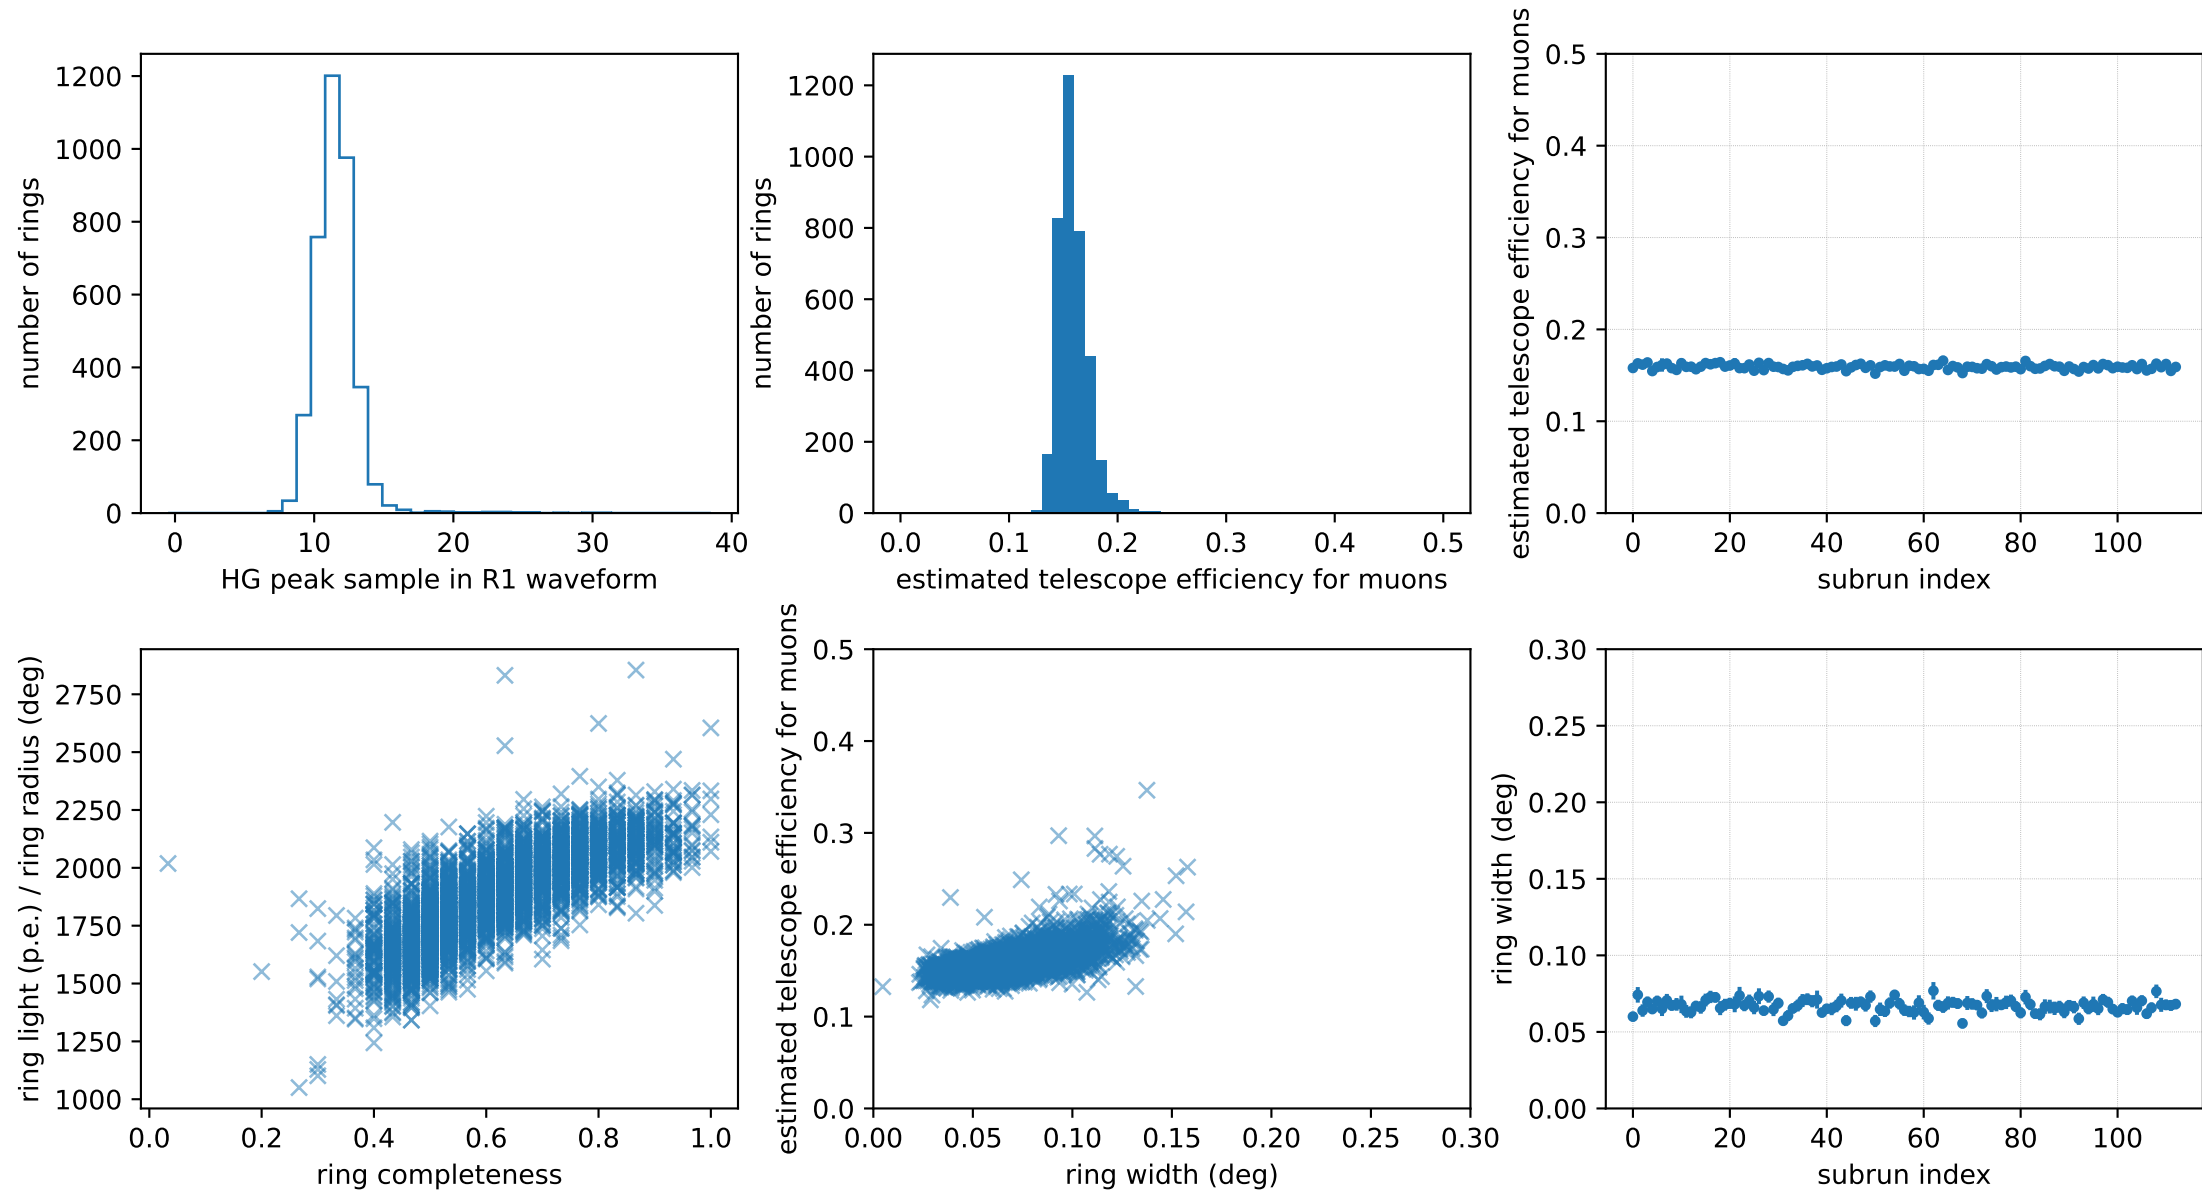 number of rings
1200
1000
800
600
400
200
0
0 10 20 30 40
HG peak sample in R1 waveform
number of rings
1200
1000
800
600
400
200
0
0.0 0.1 0.2 0.3 0.4 0.5
estimated telescope efficiency for muons
estimated telescope efficiency for muons
0.5
0.4
0.3
0.2
0.1
0.0
0 20 40 60 80 100
subrun index
ring light (p.e.) / ring radius (deg)
2750
2500
2250
2000
1750
1500
1250
1000
0.0 0.2 0.4 0.6 0.8 1.0
ring completeness
estimated telescope efficiency for muons
0.5
0.4
0.3
0.2
0.1
0.0
0.00 0.05 0.10 0.15 0.20 0.25 0.30
ring width (deg)
ring width (deg)
0.30
0.25
0.20
0.15
0.10
0.05
0.00
0 20 40 60 80 100
subrun index